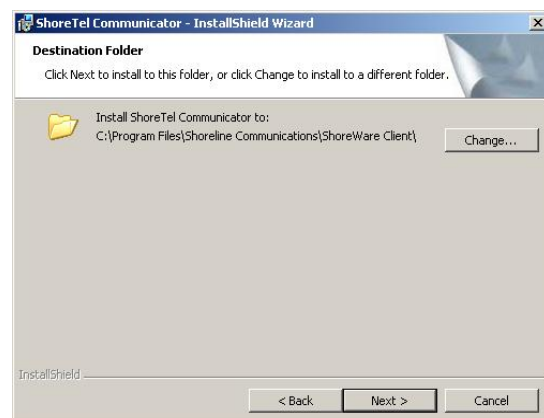 ShoreTel Communicator - InstallShield Wizard
Destination Folder
Click Next to install to this folder, or click Change to install to a different folder.
Install ShoreTel Communicator to:
C:\Program Files\Shoreline Communications\ShoreWare Client\
Change...
InstallShield
< Back
Next >
Cancel